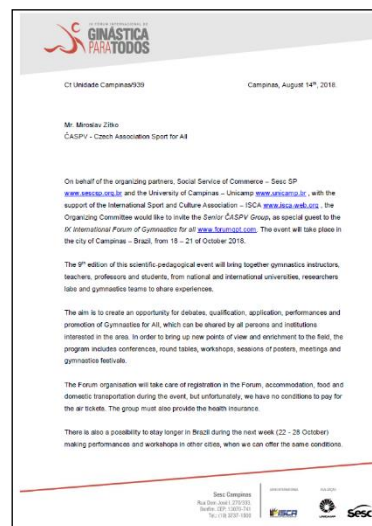 IX FÓRUM INTERNACIONAL DE
GINÁSTICA
PARATODOS
Ct Unidade Campinas/939 Campinas, August 14th, 2018.
Mr. Miroslav Zítko
ČASPV - Czech Association Sport for All
On behalf of the organizing partners, Social Service of Commerce – Sesc SP
www.sescsp.org.br and the University of Campinas – Unicamp www.unicamp.br , with the
support of the International Sport and Culture Association – ISCA www.isca-web.org , the
Organizing Committee would like to invite the Senior ČASPV Group, as special guest to the
IX International Forum of Gymnastics for all www.forumgpt.com. The event will take place in
the city of Campinas – Brazil, from 18 – 21 of October 2018.
The 9th edition of this scientific-pedagogical event will bring together gymnastics instructors,
teachers, professors and students, from national and international universities, researchers
labs and gymnastics teams to share experiences.
The aim is to create an opportunity for debates, qualification, application, performances and
promotion of Gymnastics for All, which can be shared by all persons and institutions
interested in the area. In order to bring up new points of view and enrichment to the field, the
program includes conferences, round tables, workshops, sessions of posters, meetings and
gymnastics festivals.
The Forum organisation will take care of registration in the Forum, accommodation, food and
domestic transportation during the event, but unfortunately, we have no conditions to pay for
the air tickets. The group must also provide the health insurance.
There is also a possibility to stay longer in Brazil during the next week (22 - 28 October)
making performances and workshops in other cities, when we can offer the same conditions.
Sesc Campinas
Rua Dom José I, 270/333,
ISCA
UNICAMP
Sesc